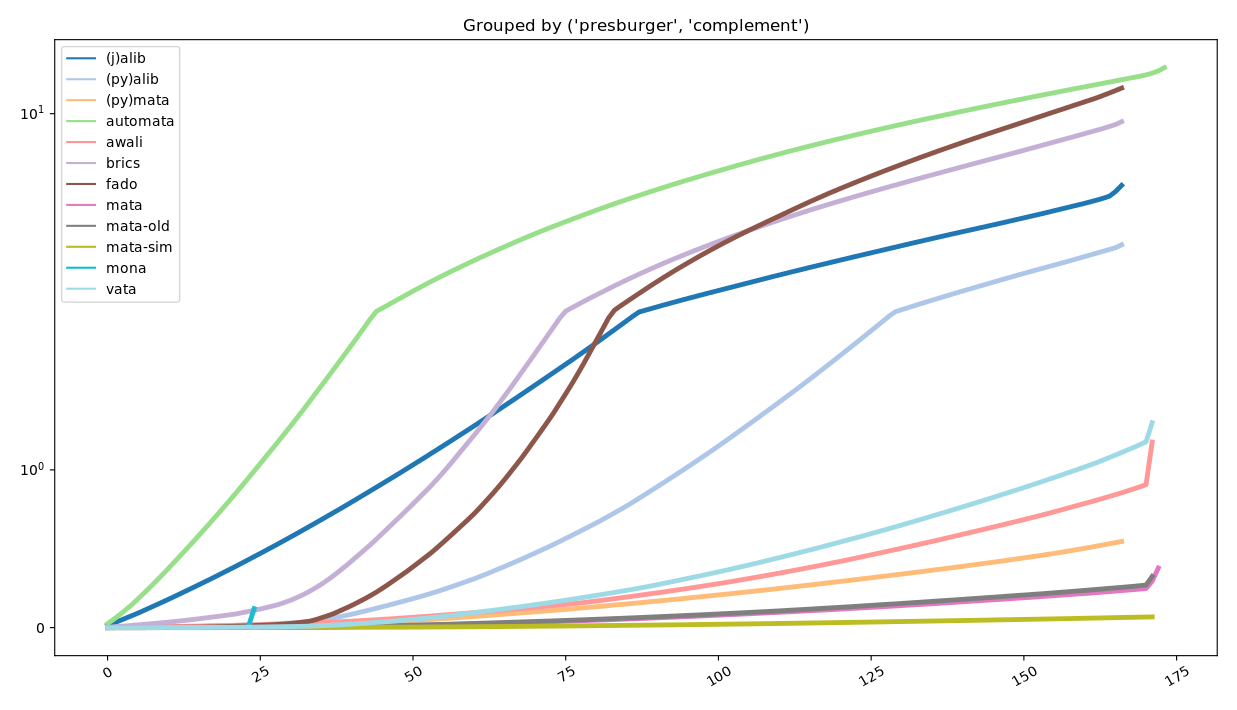 Grouped by ('presburger', 'complement')
(j)alib
(py)alib
(py)mata
automata
awali
brics
fado
mata
mata-old
mata-sim
mona
vata
10¹
10⁰
0
0 25 50 75 100 125 150 175